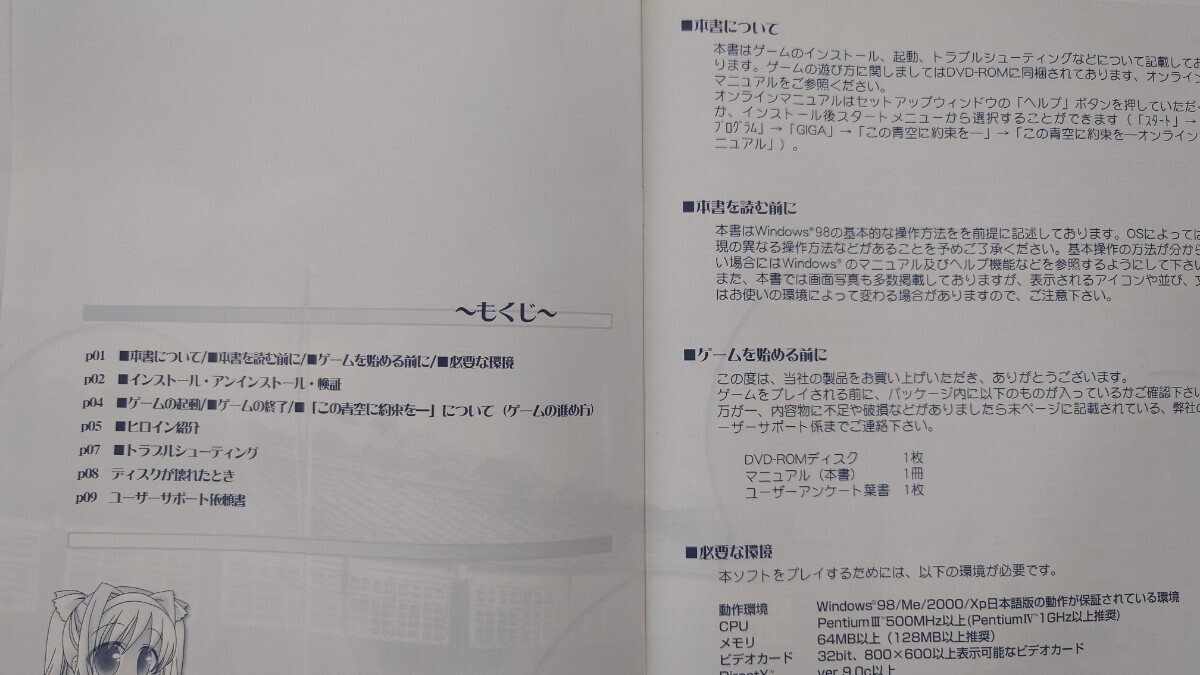 ～もくじ～
p01 ■本書について/■本書を読む前に/■ゲームを始める前に/■必要な環境
p02 ■インストール・アンインストール・検証
p04 ■ゲームの起動/■ゲームの終了/■「この青空に約束を―」について（ゲームの進め方）
p05 ■ヒロイン紹介
p07 ■トラブルシューティング
p08 ディスクが壊れたとき
p09 ユーザーサポート依頼書
■本書について
本書はゲームのインストール、起動、トラブルシューティングなどについて記載してお
ります。ゲームの遊び方に関しましてはDVD-ROMに同梱されております、オンライン
マニュアルをご参照ください。
オンラインマニュアルはセットアップウィンドウの「ヘルプ」ボタンを押していただく
か、インストール後スタートメニューから選択することができます（「ｽﾀｰﾄ」→
ﾌﾟﾛｸﾞﾗﾑ」→「GIGA」→「この青空に約束を―」→「この青空に約束を―オンライン
ニュアル」）。
■本書を読む前に
本書はWindows®98の基本的な操作方法をを前提に記述しております。OSによっては
現の異なる操作方法などがあることを予めご了承ください。基本操作の方法が分から
い場合にはWindows® のマニュアル及びヘルプ機能などを参照するようにして下さい
また、本書では画面写真も多数掲載しておりますが、表示されるアイコンや並び、文
はお使いの環境によって変わる場合がありますので、ご注意下さい。
■ゲームを始める前に
この度は、当社の製品をお買い上げいただき、ありがとうございます。
ゲームをプレイされる前に、パッケージ内に以下のものが入っているかご確認下さい
万が一、内容物に不足や破損などがありましたら末ページに記載されている、弊社の
ーザーサポート係までご連絡下さい。
DVD-ROMディスク 1枚
マニュアル（本書） 1冊
ユーザーアンケート葉書 1枚
■必要な環境
本ソフトをプレイするためには、以下の環境が必要です。
動作環境 Windows®98/Me/2000/Xp日本語版の動作が保証されている環境
CPU PentiumⅢ™500MHz以上(PentiumⅣ™1GHz以上推奨)
メモリ 64MB以上（128MB以上推奨）
ビデオカード 32bit、800×600以上表示可能なビデオカード
DirectX™ ver 9.0c以上